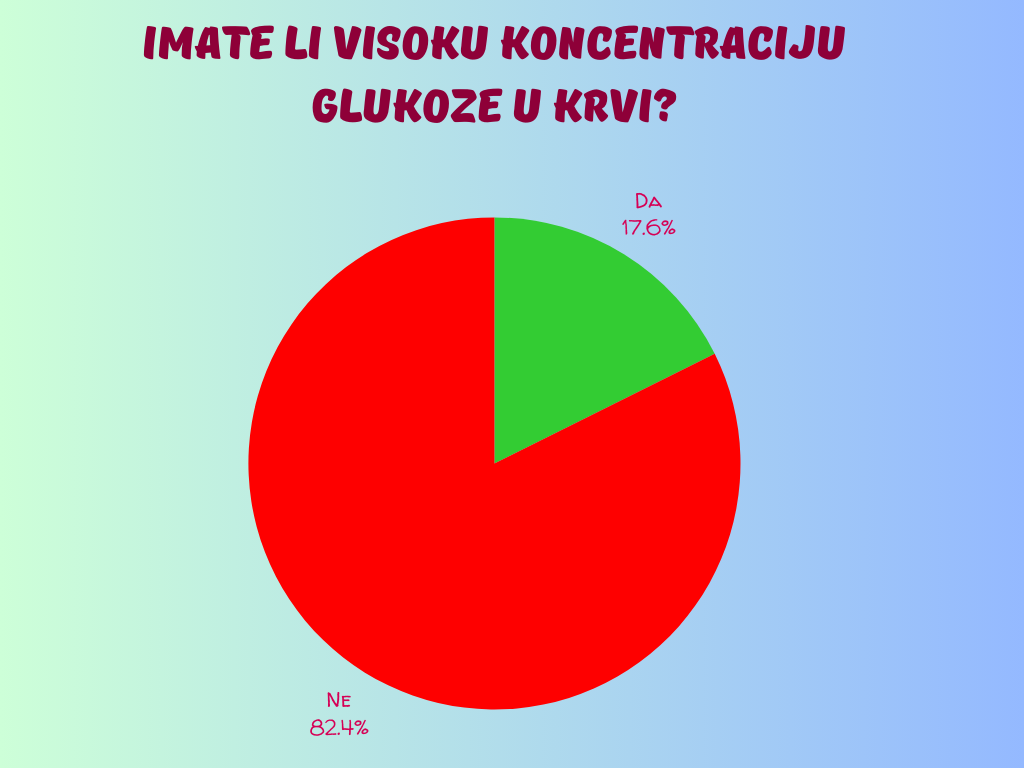 IMATE LI VISOKU KONCENTRACIJU
GLUKOZE U KRVI?
Da
17.6%
Ne
82.4%